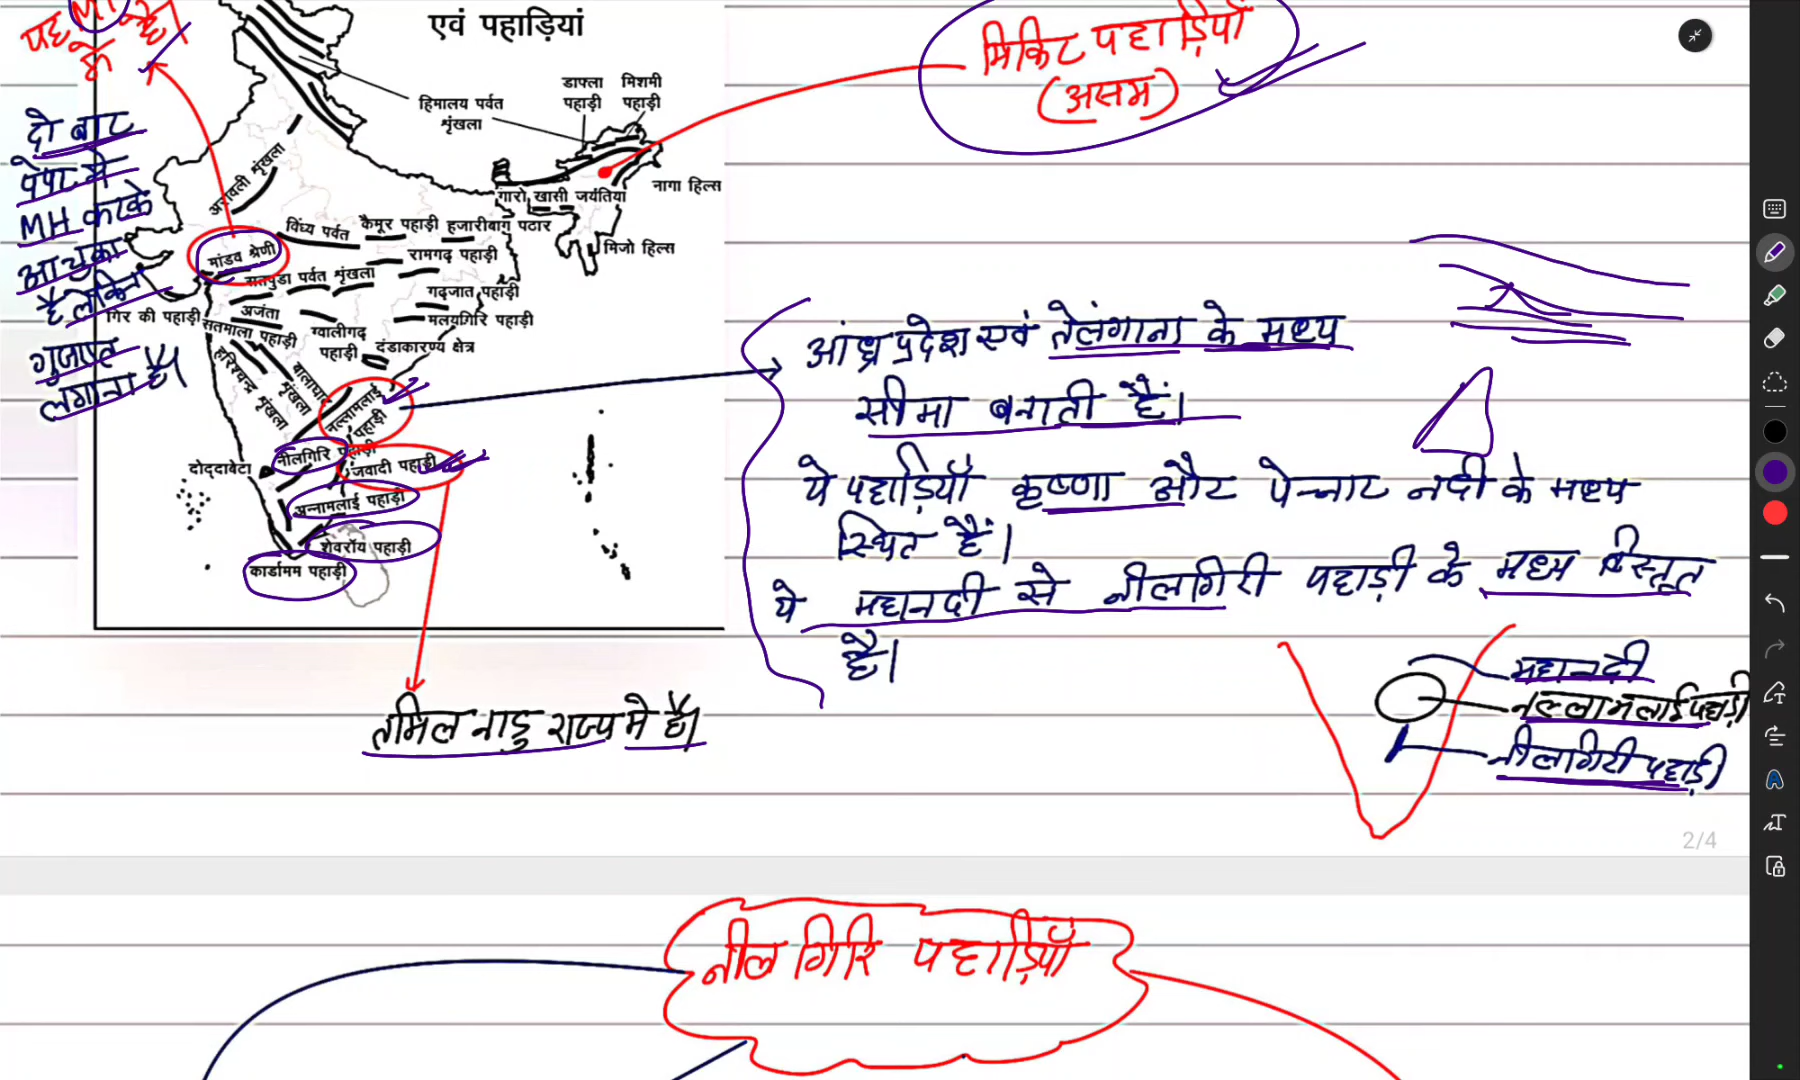 यह MH
में है।
दो बार
पेपर में
MH करके
आ चुका
है लेकिन
गुजरात
लगाना है।
एवं पहाड़ियां
हिमालय पर्वत
शृंखला
डाफ्ला
पहाड़ी
मिशमी
पहाड़ी
अरावली शृंखला
गारो खासी जयंतिया
नागा हिल्स
विंध्य पर्वत
कैमूर पहाड़ी
हजारीबाग पठार
मिजो हिल्स
मांडव श्रेणी
रामगढ़ पहाड़ी
सतपुडा पर्वत शृंखला
गढ़जात पहाड़ी
गिर की पहाड़ी
अजंता
मलयगिरि पहाड़ी
सतमाला पहाड़ी
ग्वालीगढ़
पहाड़ी
दंडाकारण्य क्षेत्र
हरिश्चन्द्र शृंखला
बालाघाट
शृंखला
नल्लामलाई
पहाड़ी
नीलगिरि पहाड़ी
दोद्दाबेटा
जवादी पहाड़ी
अन्नामलाई पहाड़ी
शेवरॉय पहाड़ी
कार्डामम पहाड़ी
मिकिर पहाड़ियाँ
(असम)
आंध्र प्रदेश एवं तेलंगाना के मध्य
सीमा बनाती हैं।
ये पहाड़ियाँ कृष्णा और पेन्नार नदी के मध्य
स्थित हैं।
ये महानदी से नीलगिरी पहाड़ी के मध्य विस्तृत
है।
तमिल नाडु राज्य में है।
महानदी
नल्लामलाई पहाड़ी
नीलगिरी पहाड़ी
2/4
नीलगिरि पहाड़ियाँ